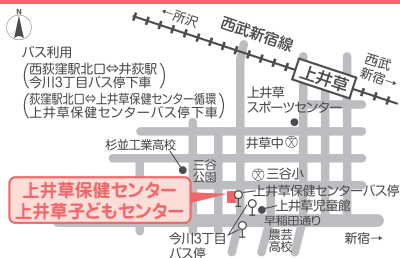 N
←所沢
西武新宿線
西武
新宿→
上井草
バス利用
(西荻窪駅北口⇔井荻駅
今川3丁目バス停下車)
(荻窪駅北口⇔上井草保健センター循環
上井草保健センターバス停下車)
上井草
スポーツセンター
井草中文
杉並工業高校
三谷
公園
文三谷小
上井草保健センター
上井草子どもセンター
上井草保健センターバス停
上井草児童館
早稲田通り
農芸
高校
今川3丁目
バス停
新宿→